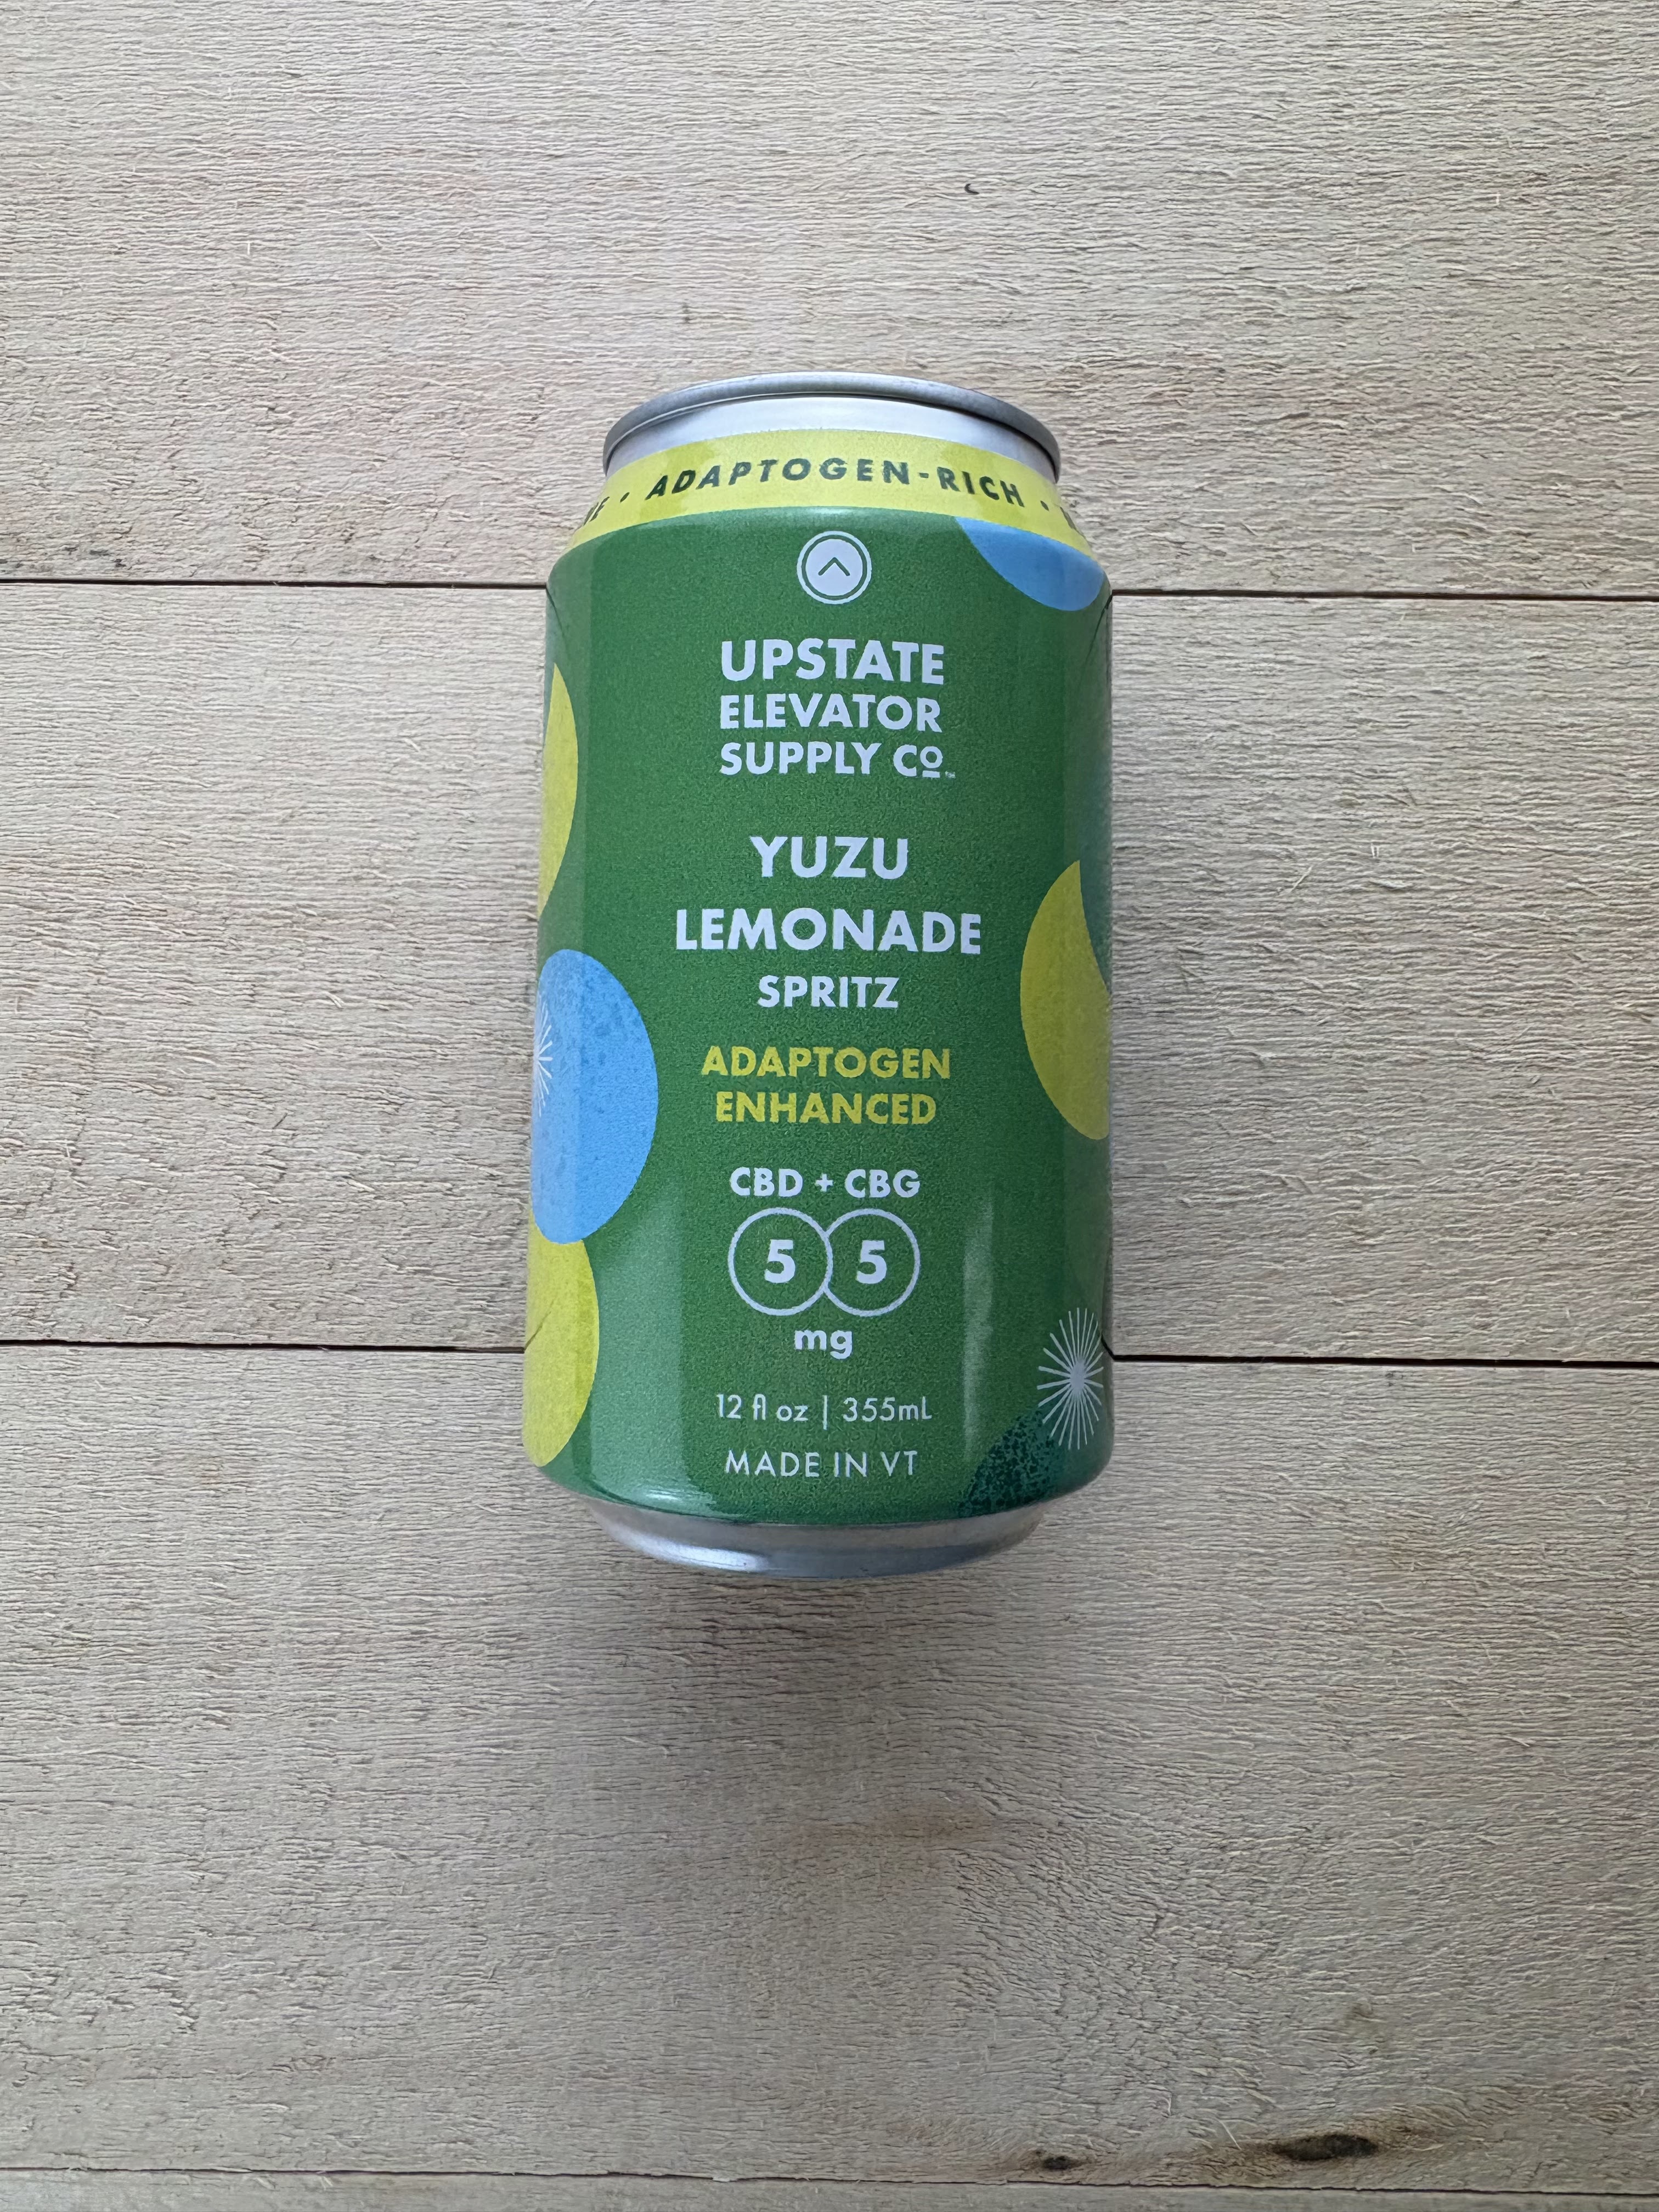 · ADAPTOGEN-RICH ·
UPSTATE
ELEVATOR
SUPPLY Co.™
YUZU
LEMONADE
SPRITZ
ADAPTOGEN
ENHANCED
CBD + CBG
5 5
mg
12 fl oz | 355mL
MADE IN VT